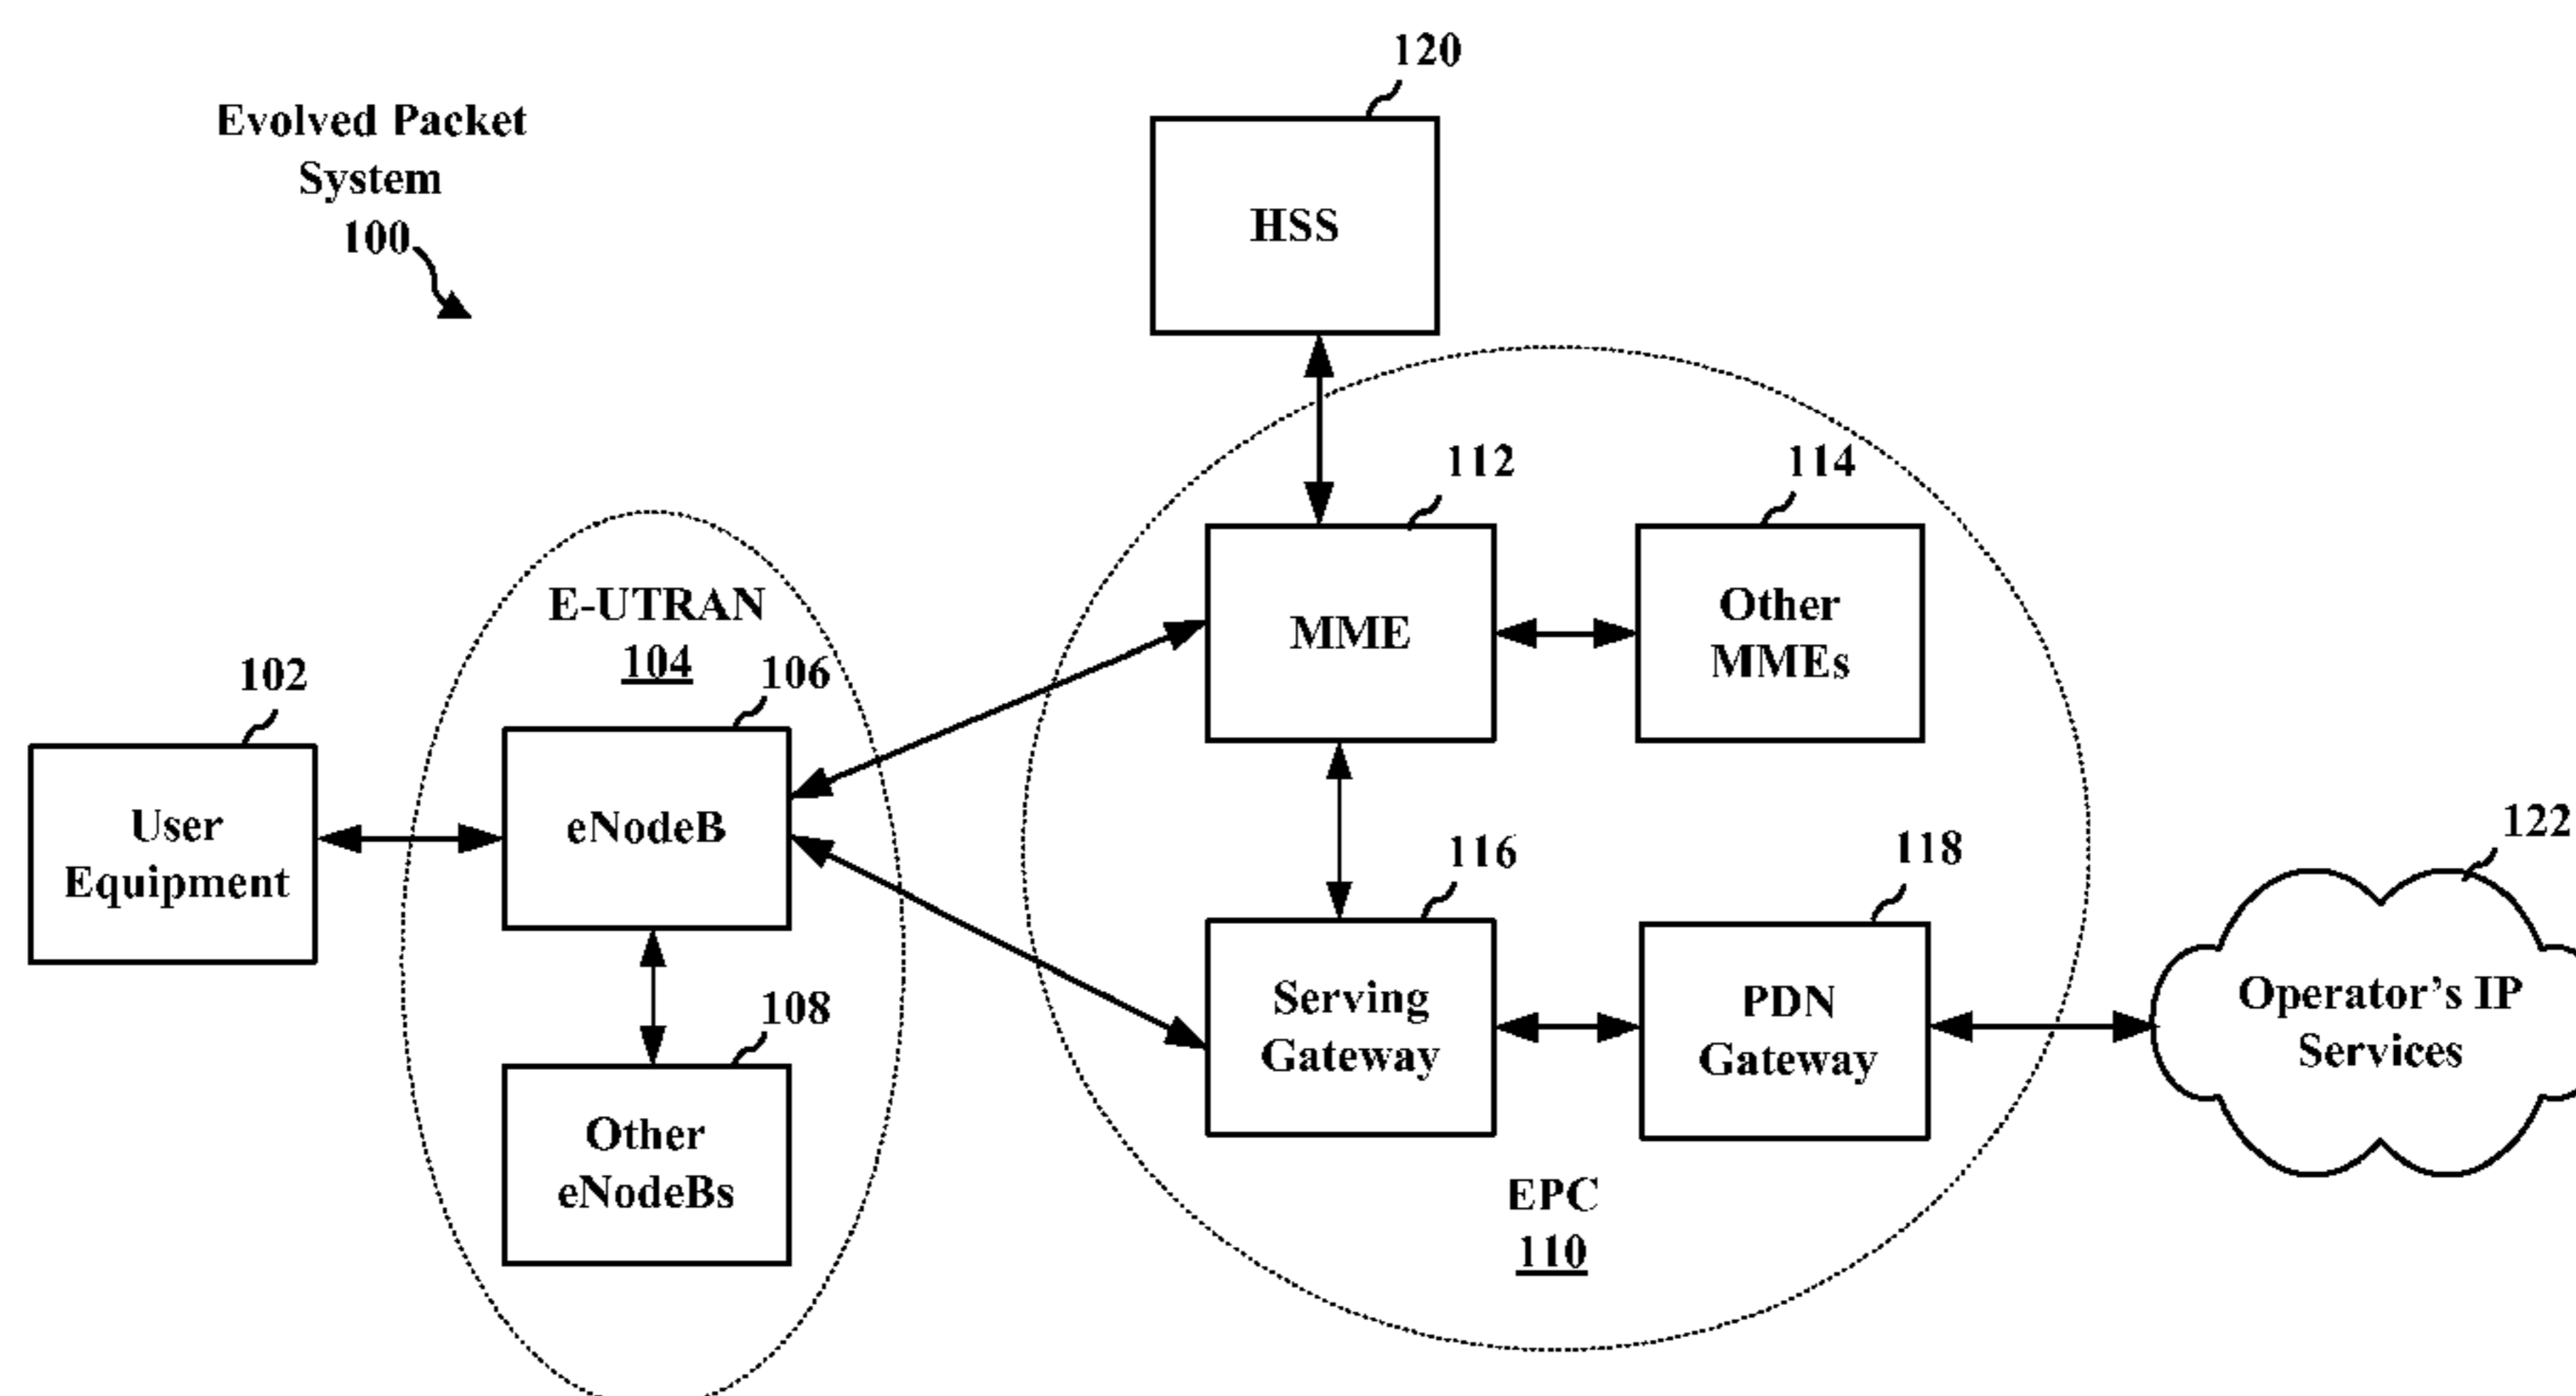 120
Evolved Packet
System
100
HSS
112
114
E-UTRAN
104
106
102
MME
Other
MMEs
User
Equipment
eNodeB
116
118
122
108
Serving
Gateway
PDN
Gateway
Operator's IP
Services
Other
eNodeBs
EPC
110